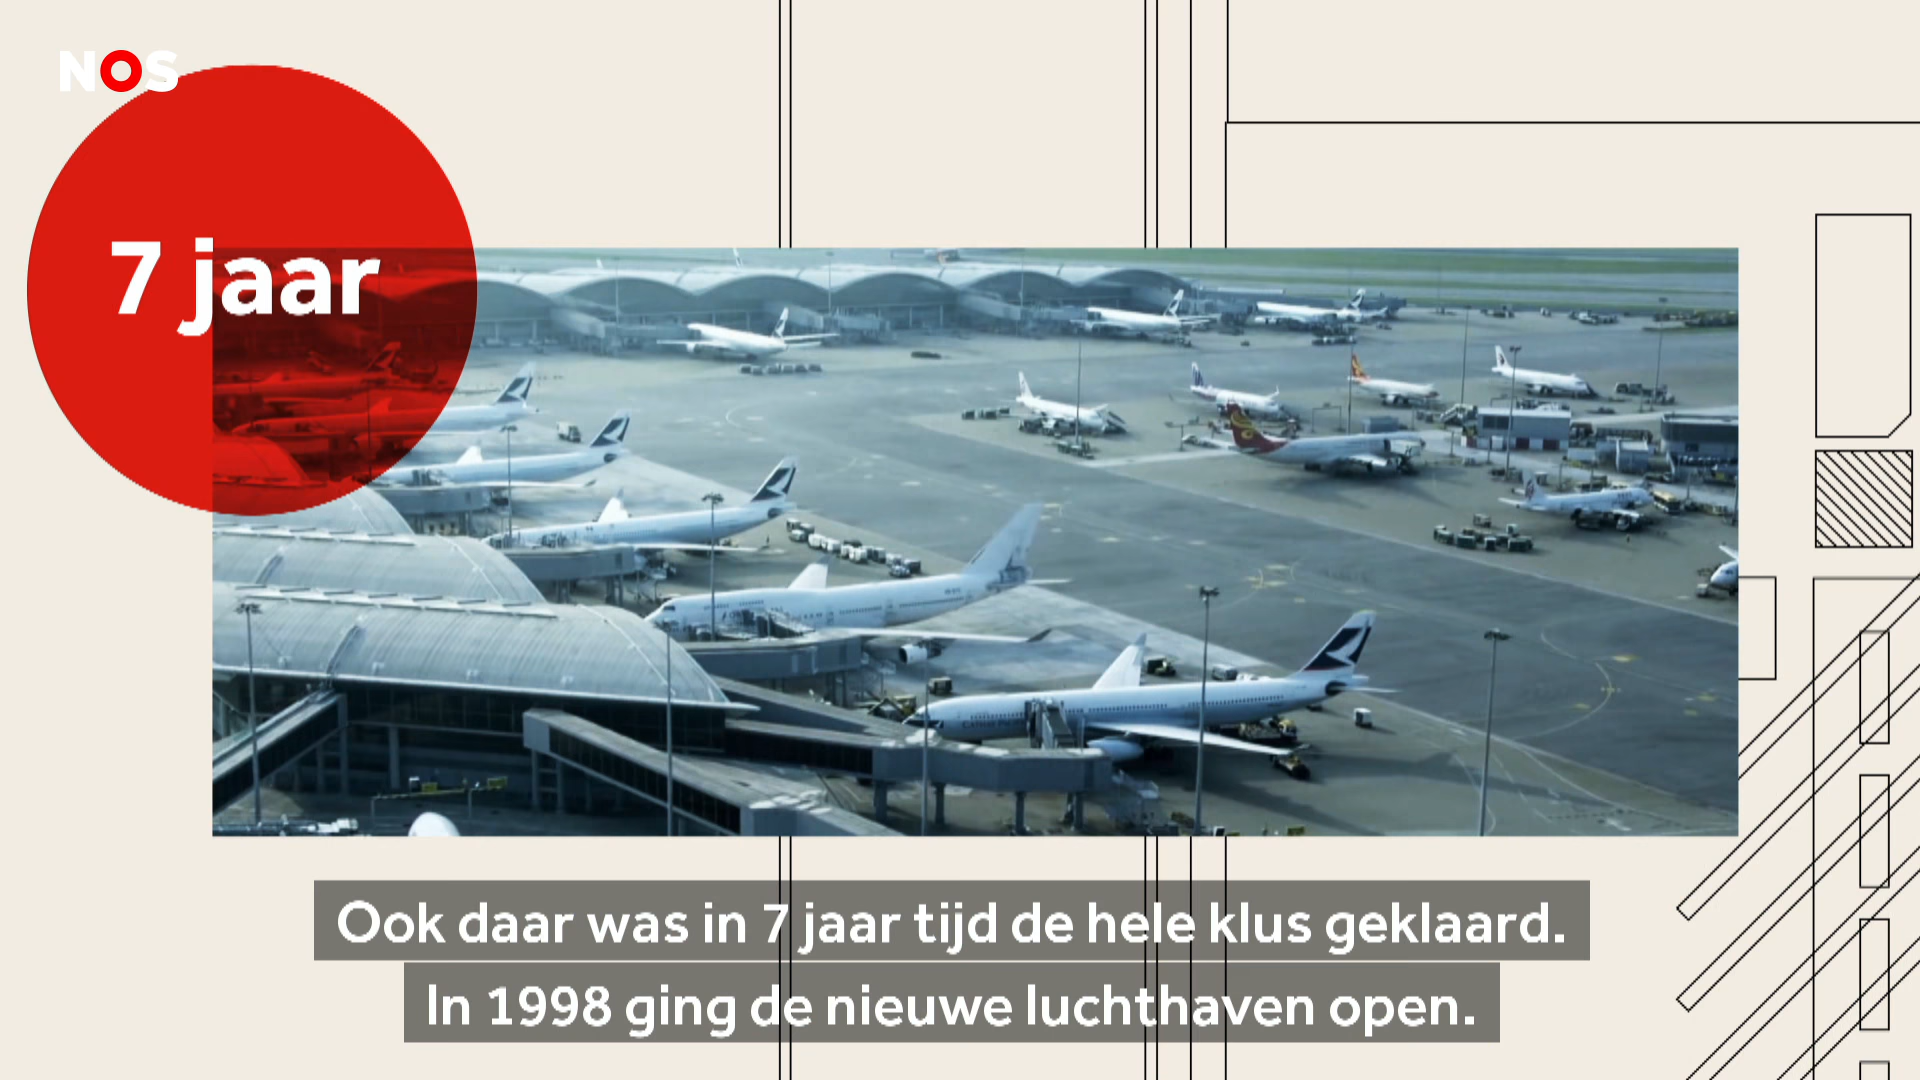 NOS
7 jaar
Ook daar was in 7 jaar tijd de hele klus geklaard.
In 1998 ging de nieuwe luchthaven open.